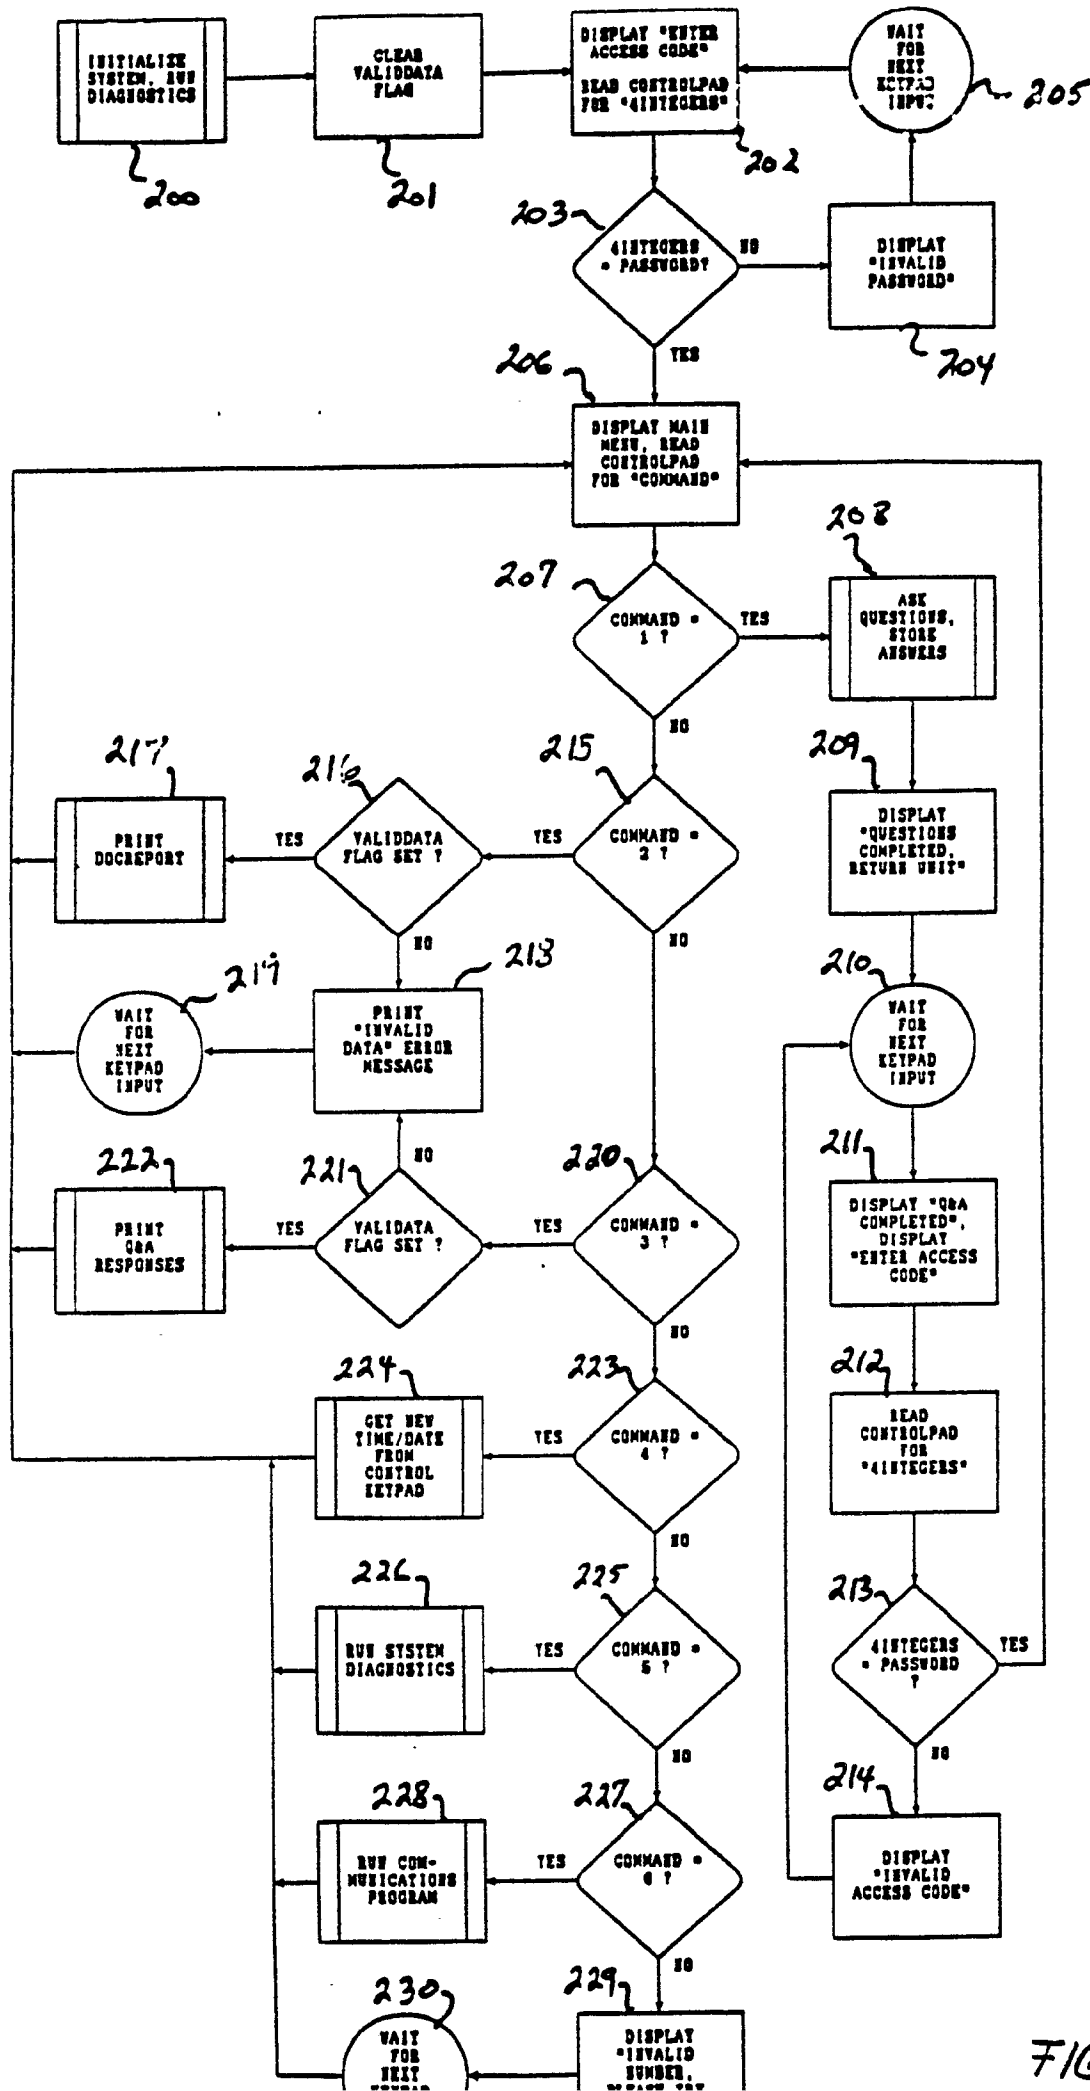 INITIALIZE
SYSTEM, RUN
DIAGNOSTICS
200
CLEAR
VALIDDATA
FLAG
201
DISPLAY "ENTER
ACCESS CODE"
READ CONTROLPAD
FOR "4INTEGERS"
202
WAIT
FOR
NEXT
KEYPAD
INPUT
205
203
4INTEGERS
= PASSWORD?
NO
DISPLAY
"INVALID
PASSWORD"
204
YES
206
DISPLAY MAIN
MENU, READ
CONTROLPAD
FOR "COMMAND"
207
COMMAND =
1 ?
YES
208
ASK
QUESTIONS,
STORE
ANSWERS
NO
217
PRINT
DOCREPORT
YES
216
VALIDDATA
FLAG SET ?
YES
215
COMMAND =
2 ?
209
DISPLAY
"QUESTIONS
COMPLETED,
RETURN UNIT"
NO
NO
219
WAIT
FOR
NEXT
KEYPAD
INPUT
218
PRINT
"INVALID
DATA" ERROR
MESSAGE
210
WAIT
FOR
NEXT
KEYPAD
INPUT
NO
222
PRINT
Q&A
RESPONSES
YES
221
VALIDATA
FLAG SET ?
YES
220
COMMAND =
3 ?
211
DISPLAY "Q&A
COMPLETED",
DISPLAY
"ENTER ACCESS
CODE"
NO
224
GET NEW
TIME/DATE
FROM
CONTROL
KEYPAD
YES
223
COMMAND =
4 ?
212
READ
CONTROLPAD
FOR
"4INTEGERS"
NO
226
RUN SYSTEM
DIAGNOSTICS
YES
225
COMMAND =
5 ?
213
4INTEGERS
= PASSWORD
?
YES
NO
NO
228
RUN COM-
MUNICATIONS
PROGRAM
YES
227
COMMAND =
6 ?
214
DISPLAY
"INVALID
ACCESS CODE"
NO
230
WAIT
FOR
NEXT
KEYPAD
229
DISPLAY
"INVALID
NUMBER,
PLEASE TRY
FIG